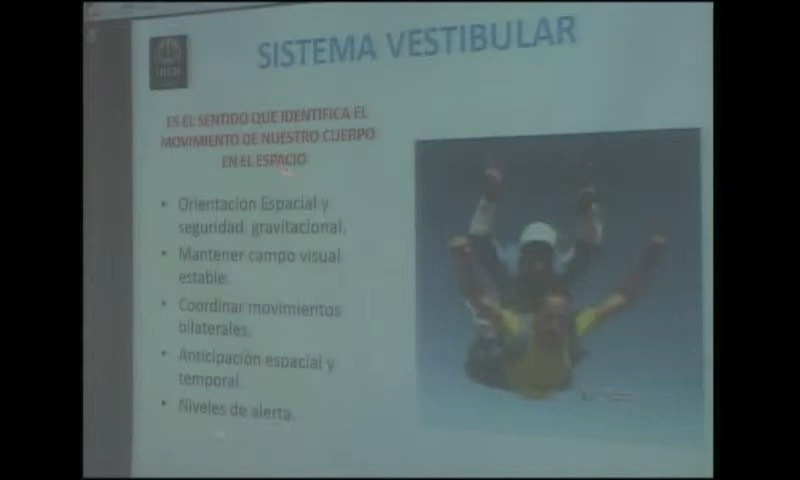 SISTEMA VESTIBULAR
ES EL SENTIDO QUE IDENTIFICA EL
MOVIMIENTO DE NUESTRO CUERPO
EN EL ESPACIO
• Orientación Espacial y
seguridad gravitacional.
• Mantener campo visual
estable.
• Coordinar movimientos
bilaterales.
• Anticipación espacial y
temporal.
• Niveles de alerta.